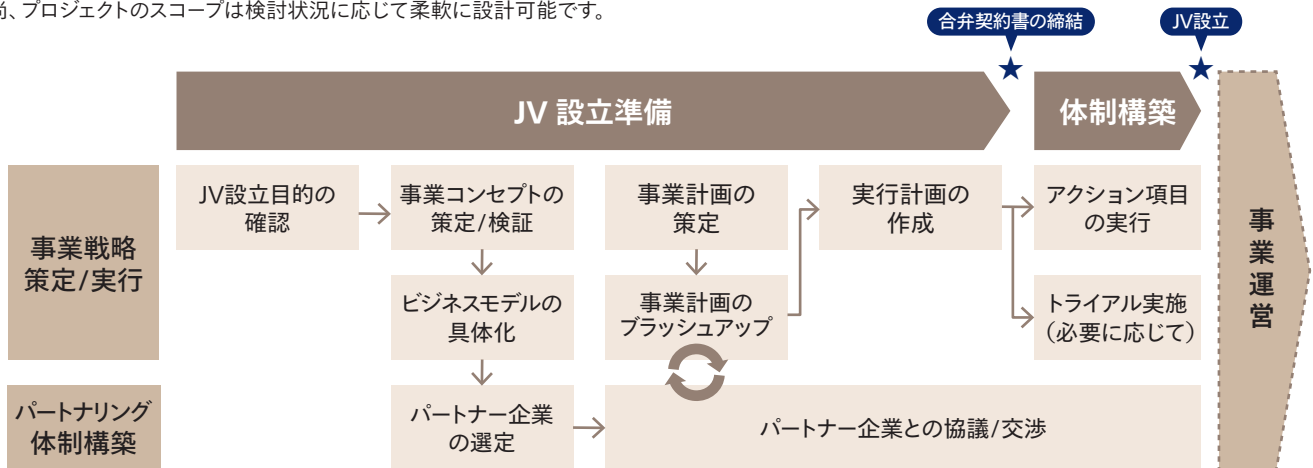 尚、プロジェクトのスコープは検討状況に応じて柔軟に設計可能です。
合弁契約書の締結
JV設立
JV 設立準備
体制構築
事業戦略
策定/実行
JV設立目的の
確認
事業コンセプトの
策定/検証
事業計画の
策定
実行計画の
作成
アクション項目
の実行
ビジネスモデルの
具体化
事業計画の
ブラッシュアップ
トライアル実施
(必要に応じて)
パートナリング
体制構築
パートナー企業
の選定
パートナー企業との協議/交渉
事業運営